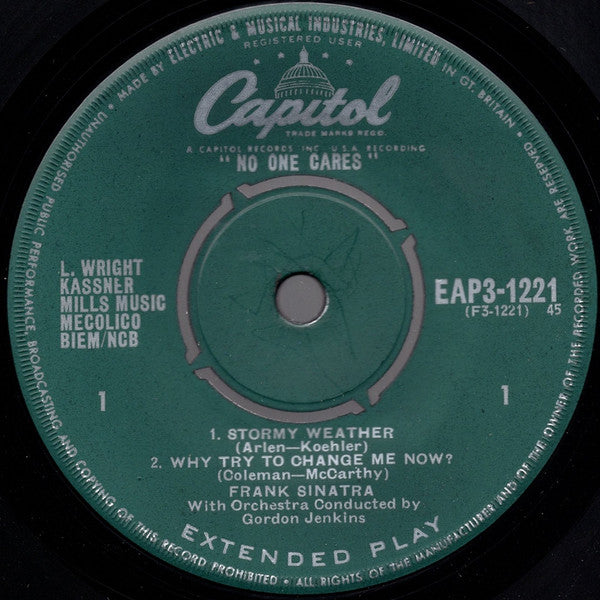 MADE BY ELECTRIC & MUSICAL INDUSTRIES, LIMITED IN GT. BRITAIN • ALL RIGHTS OF THE MANUFACTURER AND OF THE OWNER OF THE RECORDED WORK ARE RESERVED •
UNAUTHORISED PUBLIC PERFORMANCE, BROADCASTING AND COPYING OF THIS RECORD PROHIBITED •
REGISTERED USER
Capitol
TRADE MARKS REGD.
A CAPITOL RECORDS INC. U.S.A. RECORDING
"NO ONE CARES"
L. WRIGHT
KASSNER
MILLS MUSIC
MECOLICO
BIEM/NCB
EAP3-1221
(F3-1221) 45
1
1
1. STORMY WEATHER
(Arlen—Koehler)
2. WHY TRY TO CHANGE ME NOW?
(Coleman—McCarthy)
FRANK SINATRA
With Orchestra Conducted by
Gordon Jenkins
EXTENDED PLAY